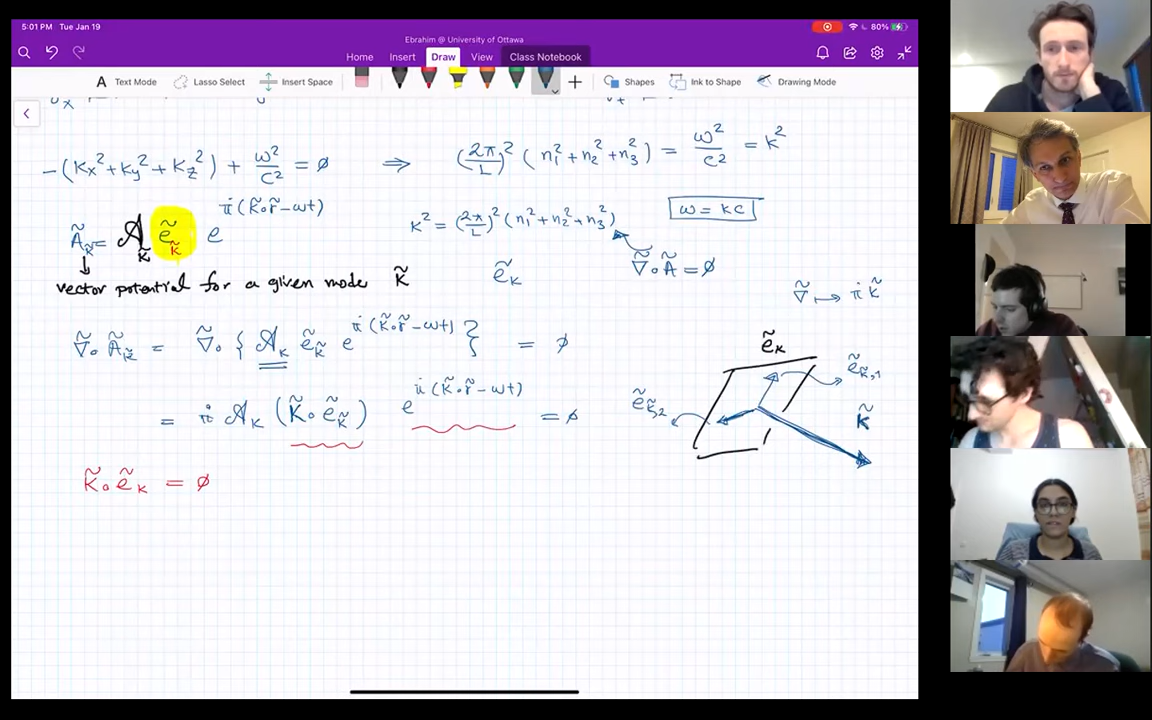 5:01 PM Tue Jan 19
80%
Ebrahim @ University of Ottawa
Home Insert Draw View Class Notebook
Text Mode Lasso Select Insert Space Shapes Ink to Shape Drawing Mode
-(Kx²+Ky²+Kz²) + ω²/c² = ∅ ⇒ (2π/L)² (n₁²+n₂²+n₃²) = ω²/c² = K²
Ã_k̃ = A_k̃ ẽ_k̃ e^{i(k̃∘r̃-ωt)}
K² = (2π/L)² (n₁²+n₂²+n₃²)
ω = KC
∇̃∘Ã = ∅
vector potential for a given mode k̃
ẽ_K
∇̃ ↦ i k̃
∇̃∘Ã_k̃ = ∇̃∘{ A_K ẽ_k̃ e^{i(k̃∘r̃-ωt)} } = ∅
= i A_K (k̃∘ẽ_k̃) e^{i(k̃∘r̃-ωt)} = ∅
ẽ_K
ẽ_k̃,1
ẽ_k̃,2
k̃
k̃∘ẽ_K = ∅